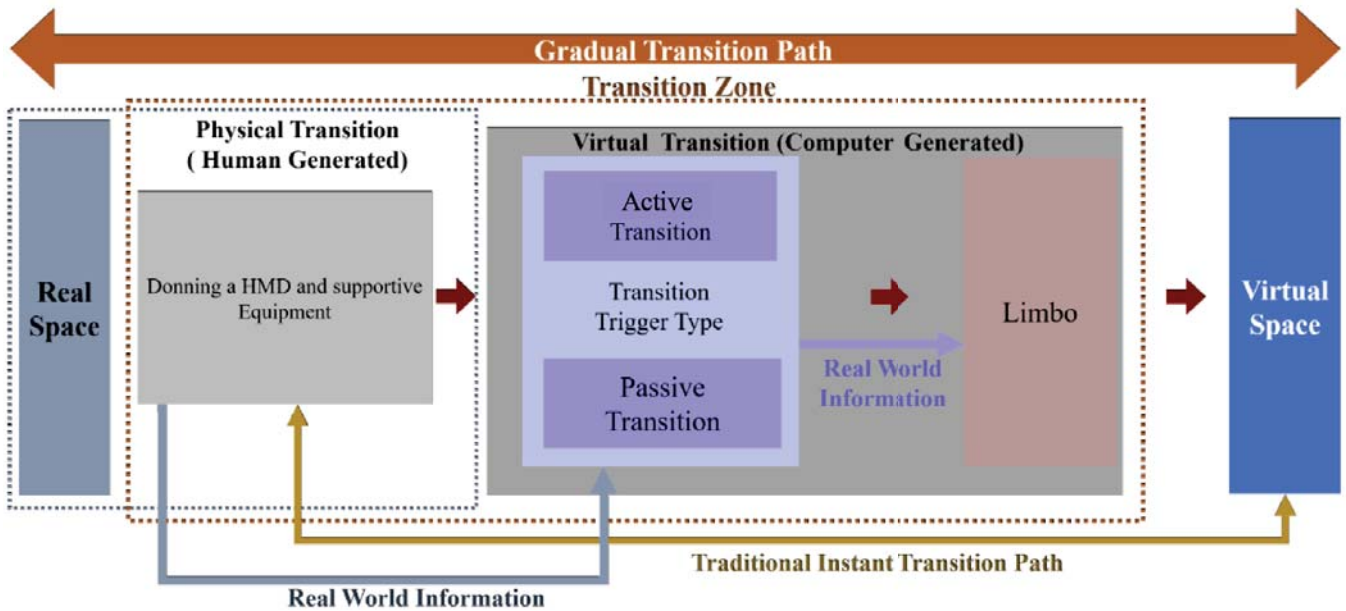 Gradual Transition Path
Transition Zone
Physical Transition
( Human Generated)
Virtual Transition (Computer Generated)
Real
Space
Donning a HMD and supportive
Equipment
Active
Transition
Transition
Trigger Type
Passive
Transition
Real World
Information
Limbo
Virtual
Space
Traditional Instant Transition Path
Real World Information